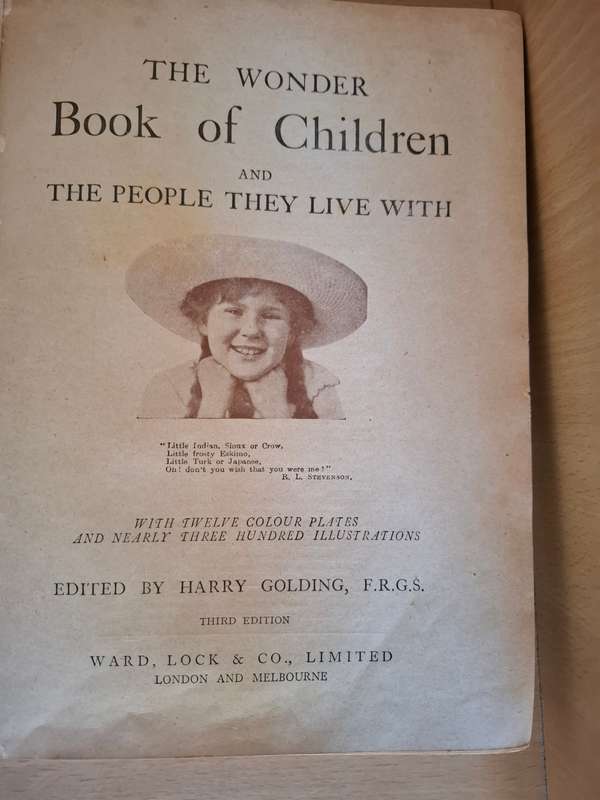 THE WONDER
Book of Children
AND
THE PEOPLE THEY LIVE WITH
"Little Indian, Sioux or Crow,
Little frosty Eskimo,
Little Turk or Japanee,
Oh! don't you wish that you were me!"
R. L. STEVENSON.
WITH TWELVE COLOUR PLATES
AND NEARLY THREE HUNDRED ILLUSTRATIONS
EDITED BY HARRY GOLDING, F.R.G.S.
THIRD EDITION
WARD, LOCK & CO., LIMITED
LONDON AND MELBOURNE